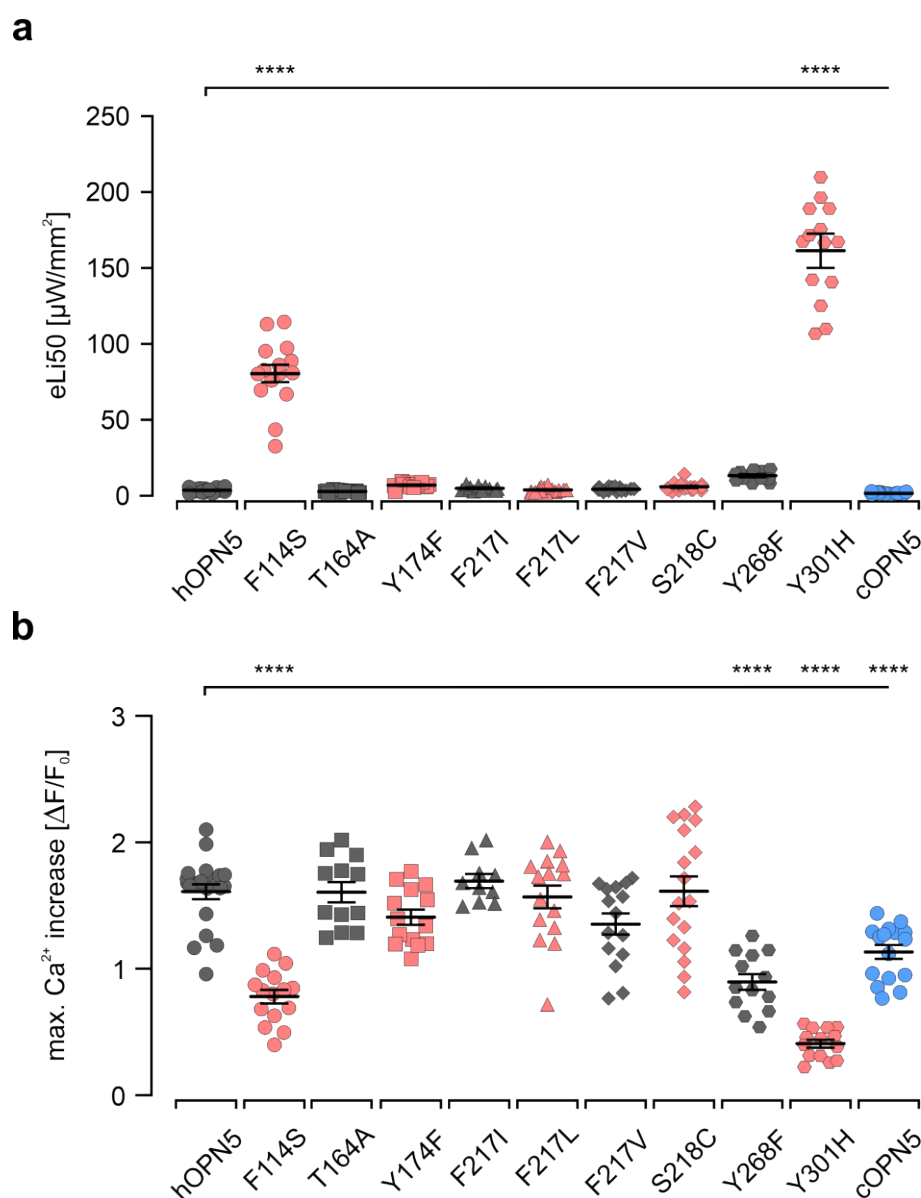 a
**** ****
250
200
150
100
50
0
eLi50 [µW/mm²]
hOPN5 F114S T164A Y174F F217I F217L F217V S218C Y268F Y301H cOPN5
b
**** **** **** ****
3
2
1
0
max. Ca²⁺ increase [ΔF/F₀]
hOPN5 F114S T164A Y174F F217I F217L F217V S218C Y268F Y301H cOPN5